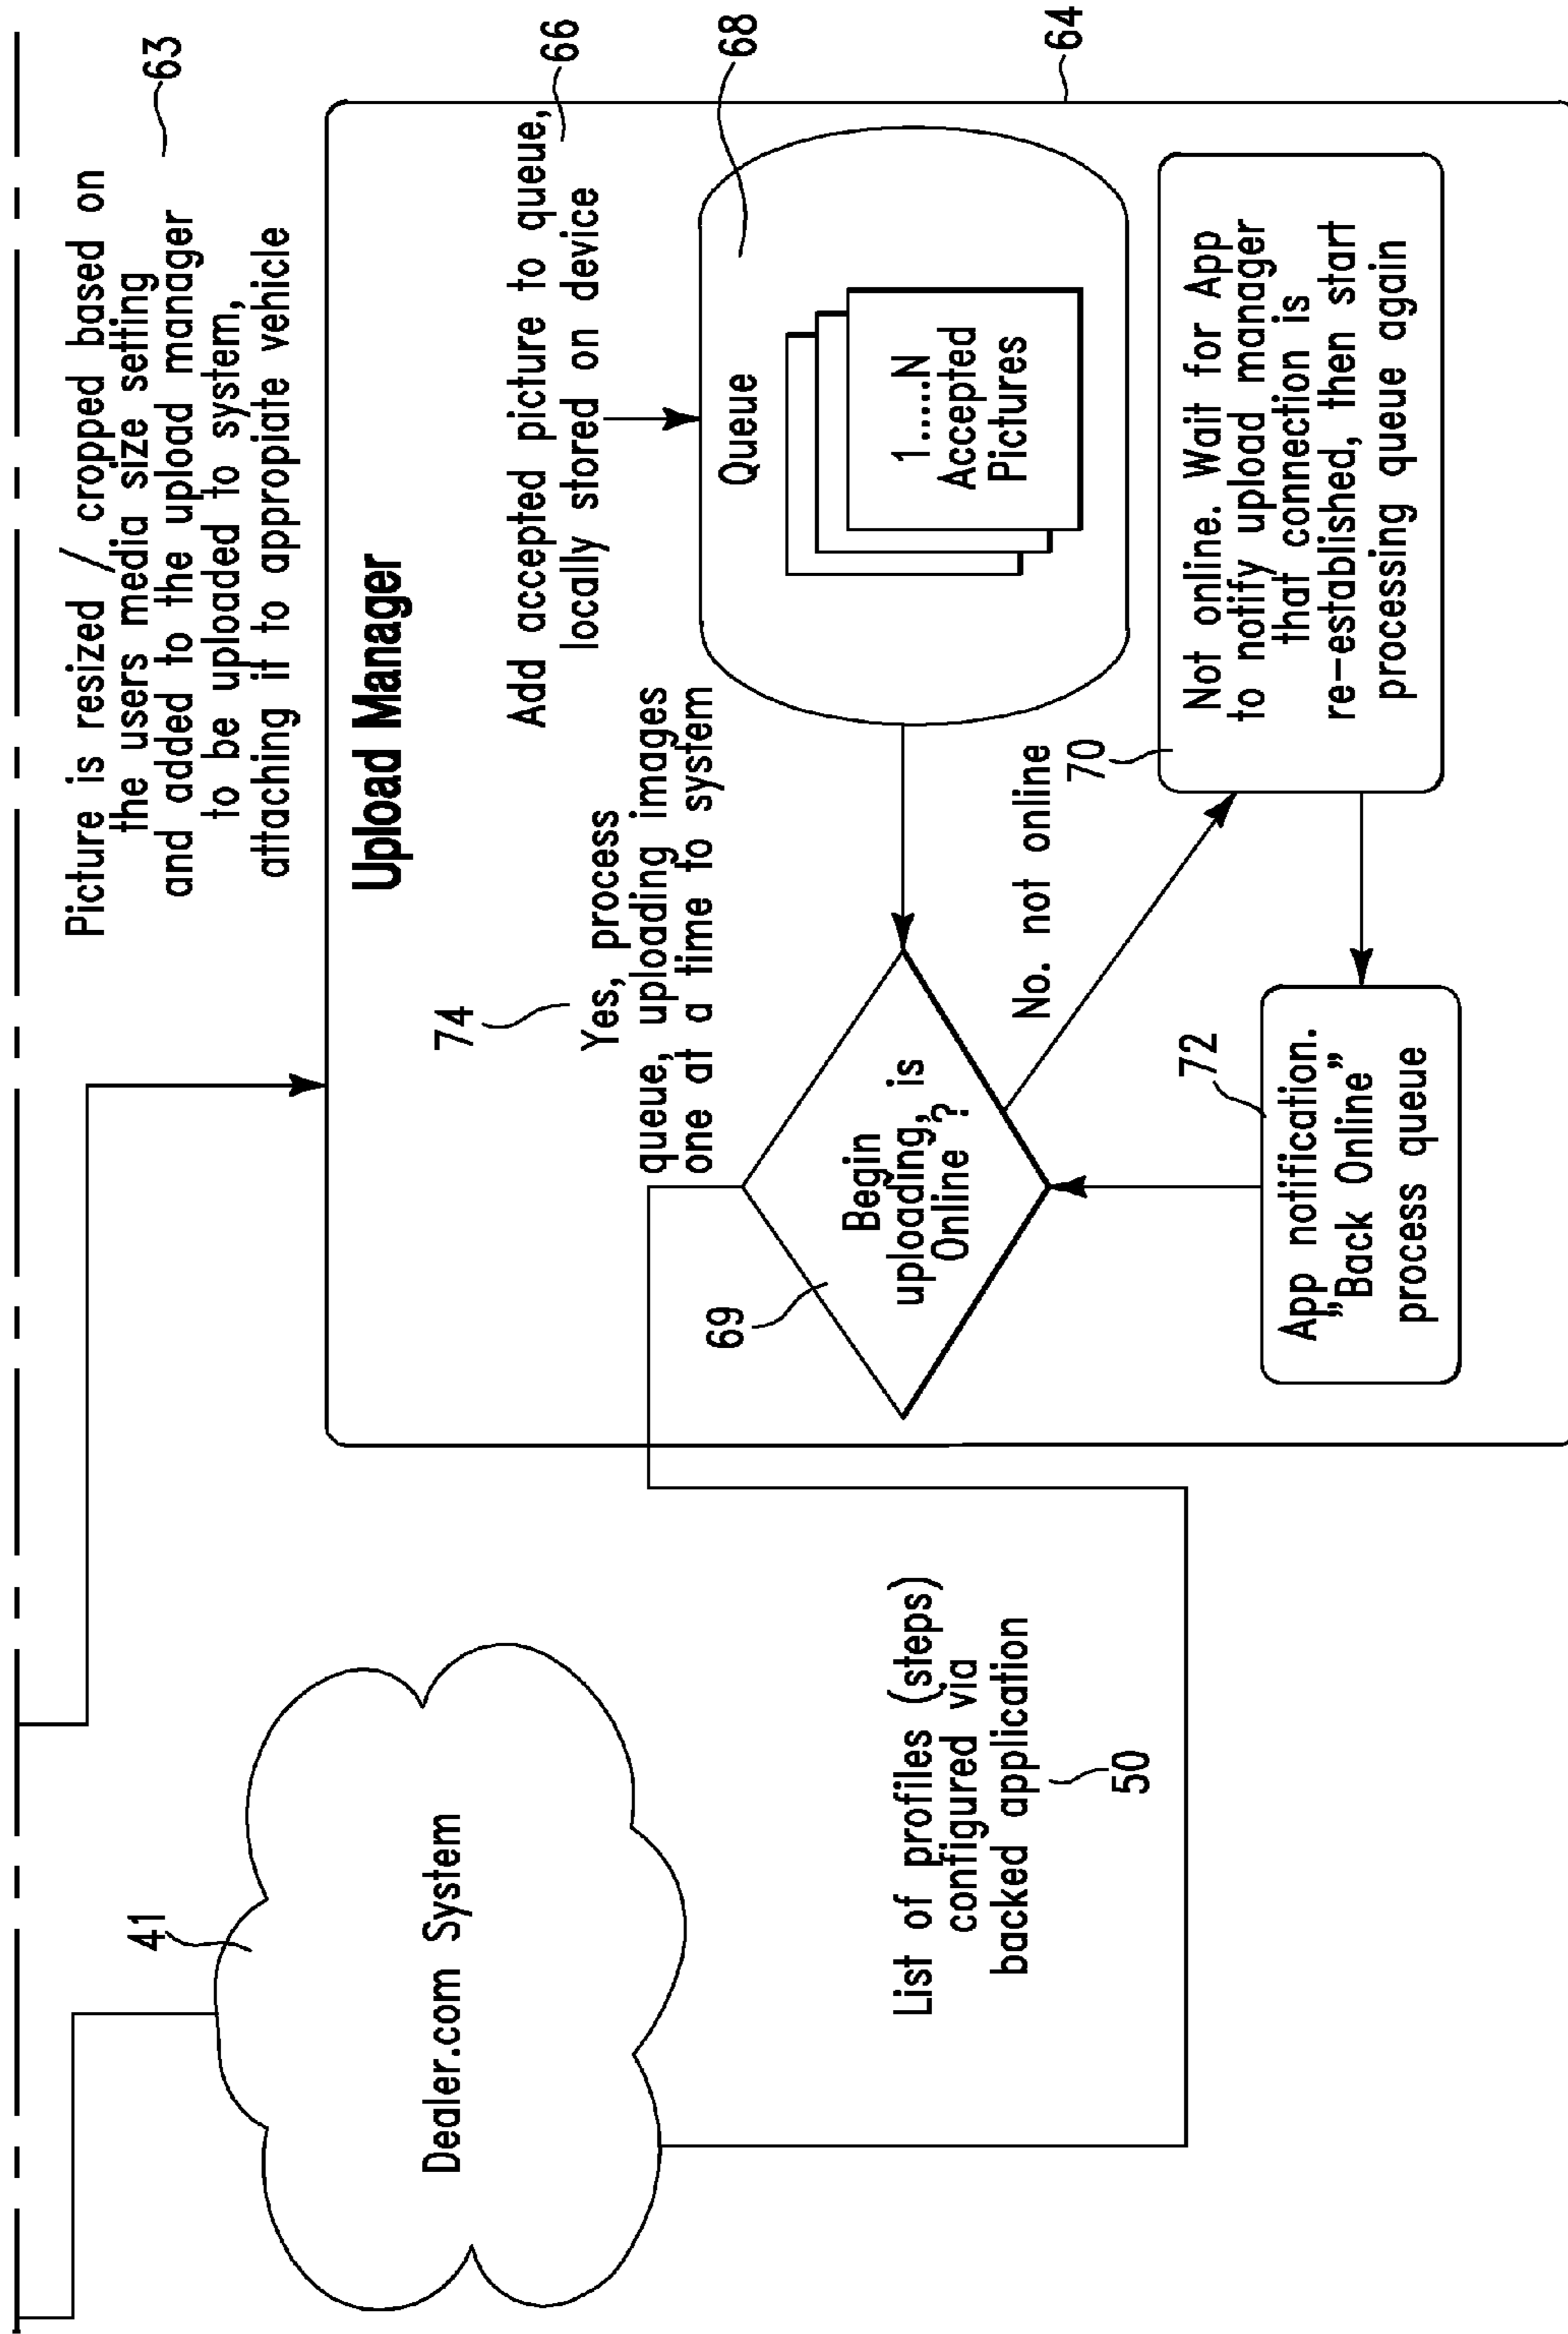 Picture is resized / cropped based on
the users media size setting
and added to the upload manager
to be uploaded to system,
attaching it to appropiate vehicle
63
41
Dealer.com System
Upload Manager
64
Add accepted picture to queue,
locally stored on device
66
68
Queue
1......N
Accepted
Pictures
74
Yes, process
queue, uploading images
one at a time to system
69
Begin
uploading, is
Online ?
No. not online
70
Not online. Wait for App
to notify upload manager
that connection is
re-established, then start
processing queue again
72
App notification.
"Back Online"
process queue
List of profiles (steps)
configured via
backed application
50